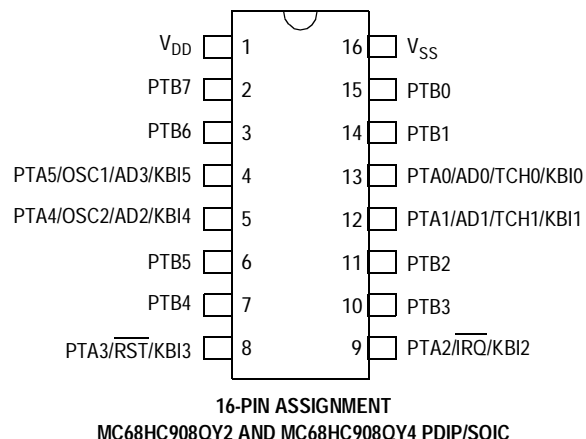 V_DD 1 16 V_SS
PTB7 2 15 PTB0
PTB6 3 14 PTB1
PTA5/OSC1/AD3/KBI5 4 13 PTA0/AD0/TCH0/KBI0
PTA4/OSC2/AD2/KBI4 5 12 PTA1/AD1/TCH1/KBI1
PTB5 6 11 PTB2
PTB4 7 10 PTB3
PTA3/RST/KBI3 8 9 PTA2/IRQ/KBI2
16-PIN ASSIGNMENT
MC68HC908QY2 AND MC68HC908QY4 PDIP/SOIC